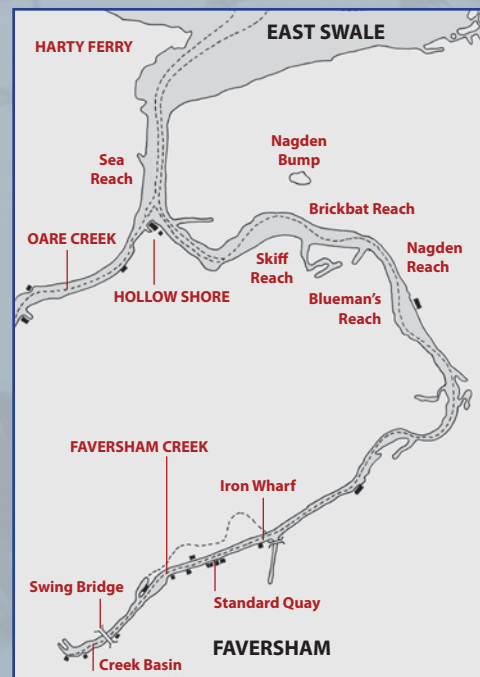 EAST SWALE
HARTY FERRY
Nagden
Bump
Sea
Reach
Brickbat Reach
OARE CREEK
Nagden
Reach
Skiff
Reach
HOLLOW SHORE
Blueman's
Reach
FAVERSHAM CREEK
Iron Wharf
Swing Bridge
Standard Quay
FAVERSHAM
Creek Basin